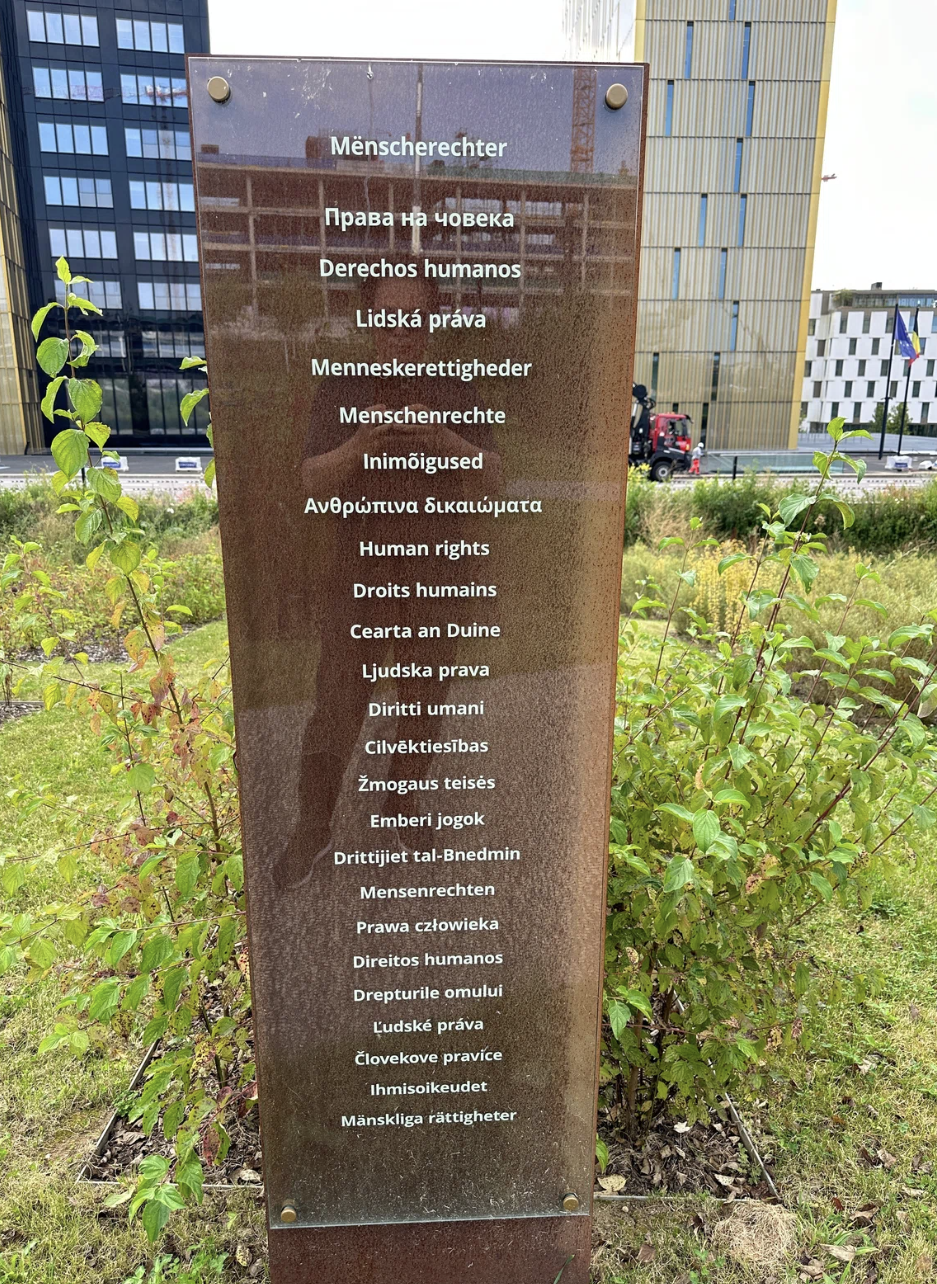 Mënscherechter
Права на човека
Derechos humanos
Lidská práva
Menneskerettigheder
Menschenrechte
Inimõigused
Ανθρώπινα δικαιώματα
Human rights
Droits humains
Cearta an Duine
Ljudska prava
Diritti umani
Cilvēktiesības
Žmogaus teisės
Emberi jogok
Drittijiet tal-Bnedmin
Mensenrechten
Prawa człowieka
Direitos humanos
Drepturile omului
Ľudské práva
Človekove pravice
Ihmisoikeudet
Mänskliga rättigheter